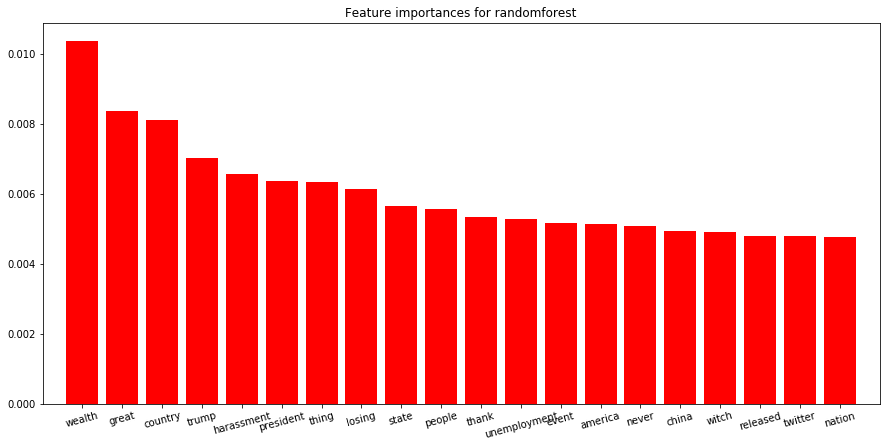 Feature importances for randomforest
0.010
0.008
0.006
0.004
0.002
0.000
wealth
great
country
trump
harassment
president
thing
losing
state
people
thank
unemployment
event
america
never
china
witch
released
twitter
nation